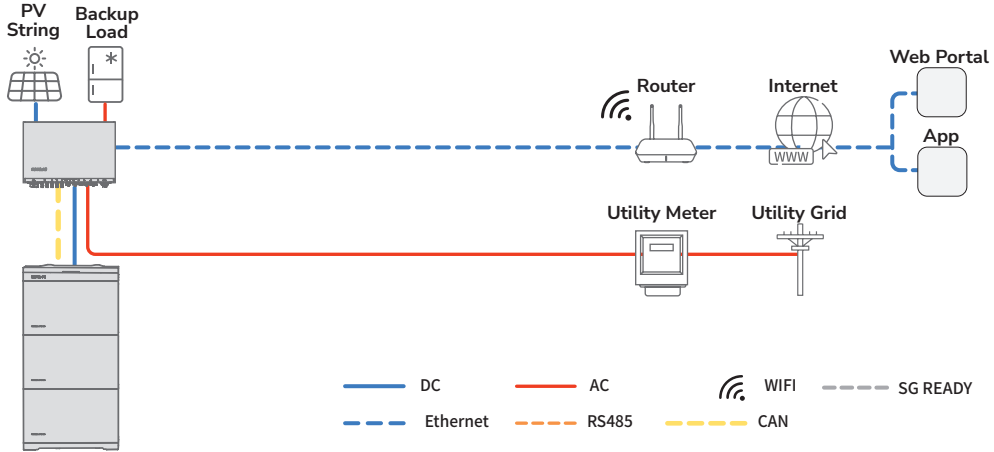 PV
String
Backup
Load
Router
Internet
WWW
Web Portal
App
Utility Meter
Utility Grid
DC
AC
WIFI
SG READY
Ethernet
RS485
CAN